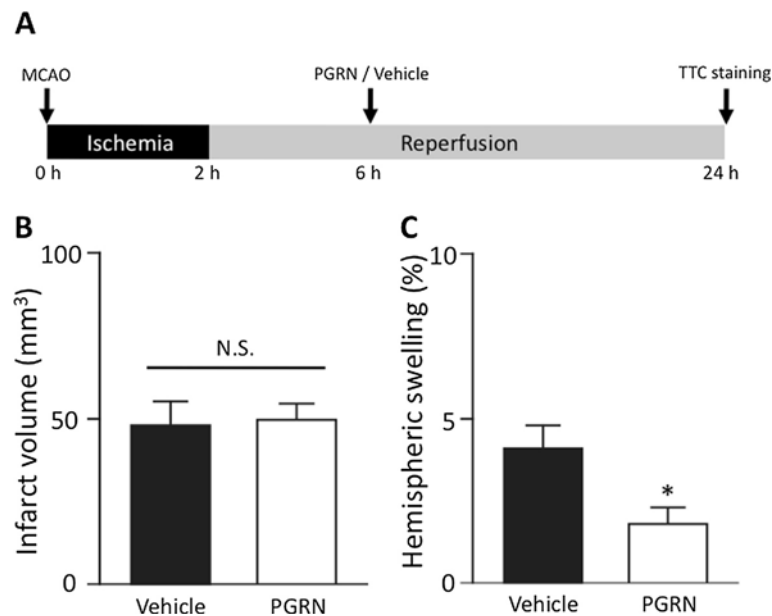 A
MCAO
PGRN / Vehicle
TTC staining
Ischemia
Reperfusion
0 h
2 h
6 h
24 h
B
Infarct volume (mm³)
100
50
0
N.S.
Vehicle
PGRN
C
Hemispheric swelling (%)
10
5
0
*
Vehicle
PGRN